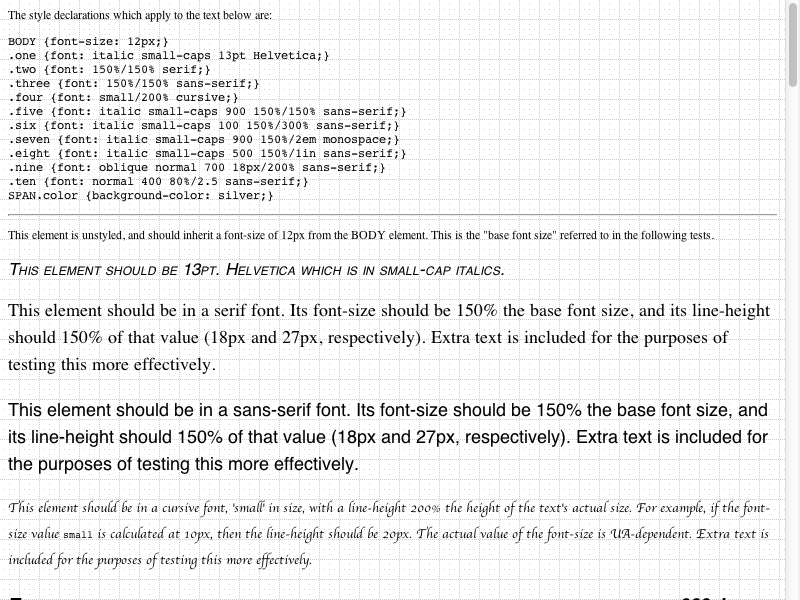 The style declarations which apply to the text below are:
BODY {font-size: 12px;}
.one {font: italic small-caps 13pt Helvetica;}
.two {font: 150%/150% serif;}
.three {font: 150%/150% sans-serif;}
.four {font: small/200% cursive;}
.five {font: italic small-caps 900 150%/150% sans-serif;}
.six {font: italic small-caps 100 150%/300% sans-serif;}
.seven {font: italic small-caps 900 150%/2em monospace;}
.eight {font: italic small-caps 500 150%/1in sans-serif;}
.nine {font: oblique normal 700 18px/200% sans-serif;}
.ten {font: normal 400 80%/2.5 sans-serif;}
SPAN.color {background-color: silver;}
This element is unstyled, and should inherit a font-size of 12px from the BODY element. This is the "base font size" referred to in the following tests.
This element should be 13pt. Helvetica which is in small-cap italics.
This element should be in a serif font. Its font-size should be 150% the base font size, and its line-height
should 150% of that value (18px and 27px, respectively). Extra text is included for the purposes of
testing this more effectively.
This element should be in a sans-serif font. Its font-size should be 150% the base font size, and
its line-height should 150% of that value (18px and 27px, respectively). Extra text is included for
the purposes of testing this more effectively.
This element should be in a cursive font, 'small' in size, with a line-height 200% the height of the text's actual size. For example, if the font-
size value small is calculated at 10px, then the line-height should be 20px. The actual value of the font-size is UA-dependent. Extra text is
included for the purposes of testing this more effectively.